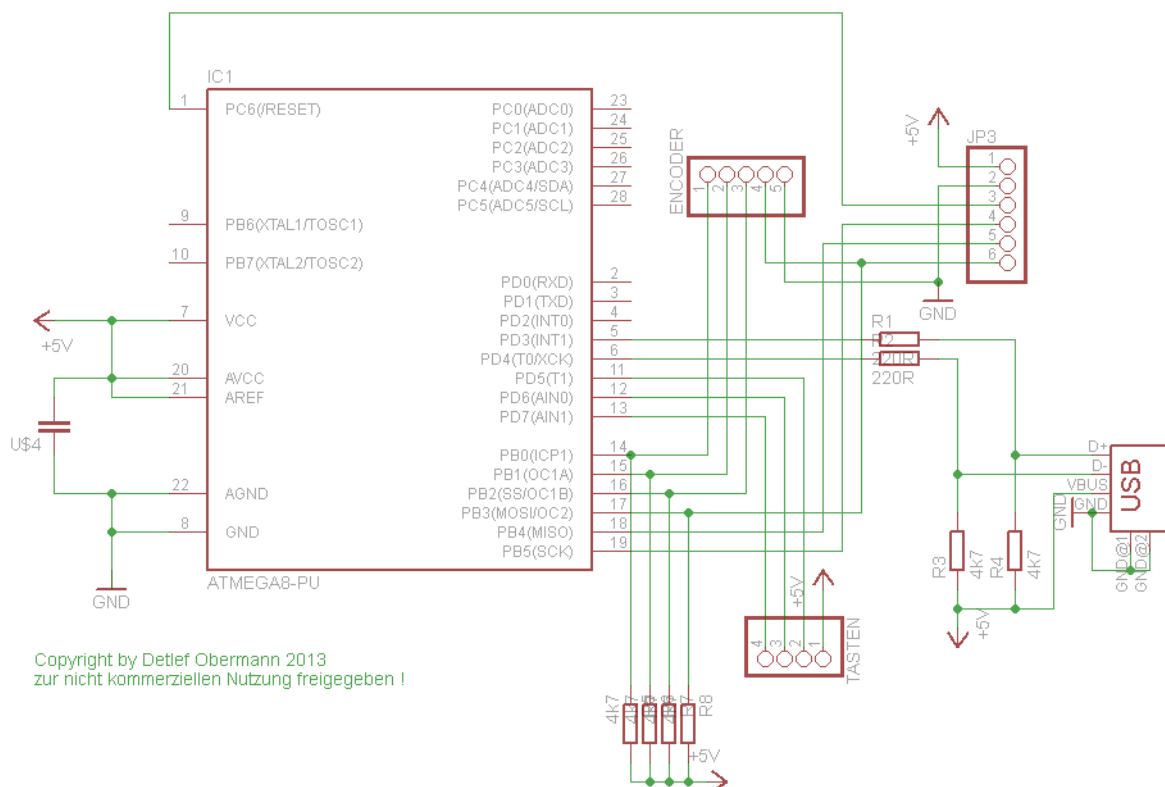 IC1
1
PC6(/RESET)
PC0(ADC0)
23
PC1(ADC1)
24
PC2(ADC2)
25
PC3(ADC3)
26
PC4(ADC4/SDA)
27
PC5(ADC5/SCL)
28
9
PB6(XTAL1/TOSC1)
10
PB7(XTAL2/TOSC2)
PD0(RXD)
2
PD1(TXD)
3
PD2(INT0)
4
7
VCC
PD3(INT1)
5
PD4(T0/XCK)
6
20
AVCC
PD5(T1)
11
21
AREF
PD6(AIN0)
12
PD7(AIN1)
13
PB0(ICP1)
14
PB1(OC1A)
15
22
AGND
PB2(SS/OC1B)
16
PB3(MOSI/OC2)
17
8
GND
PB4(MISO)
18
PB5(SCK)
19
ATMEGA8-PU
+5V
U$4
GND
ENCODER
1
2
3
4
5
+5V
JP3
1
2
3
4
5
6
GND
R1
R2
220R
220R
D+
D-
VBUS
GND
USB
GND
GND@1
GND@2
R3
4k7
R4
4k7
+5V
+5V
4
3
2
1
TASTEN
4k7
4k7
R8
+5V
Copyright by Detlef Obermann 2013
zur nicht kommerziellen Nutzung freigegeben !